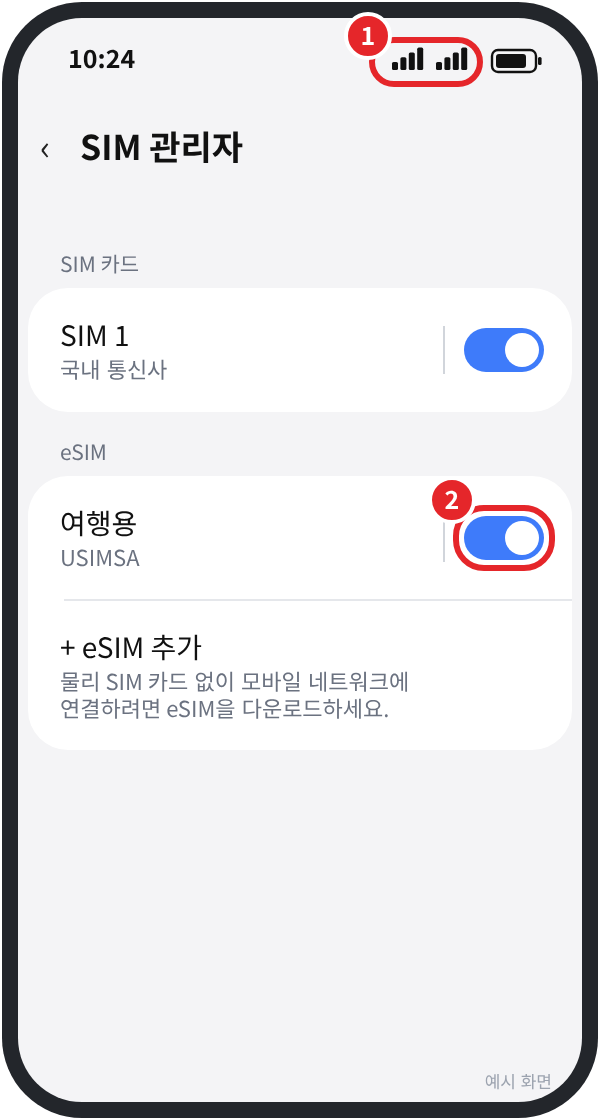 1
10:24
‹ SIM 관리자
SIM 카드
SIM 1
국내 통신사
eSIM
2
여행용
USIMSA
+ eSIM 추가
물리 SIM 카드 없이 모바일 네트워크에
연결하려면 eSIM을 다운로드하세요.
예시 화면